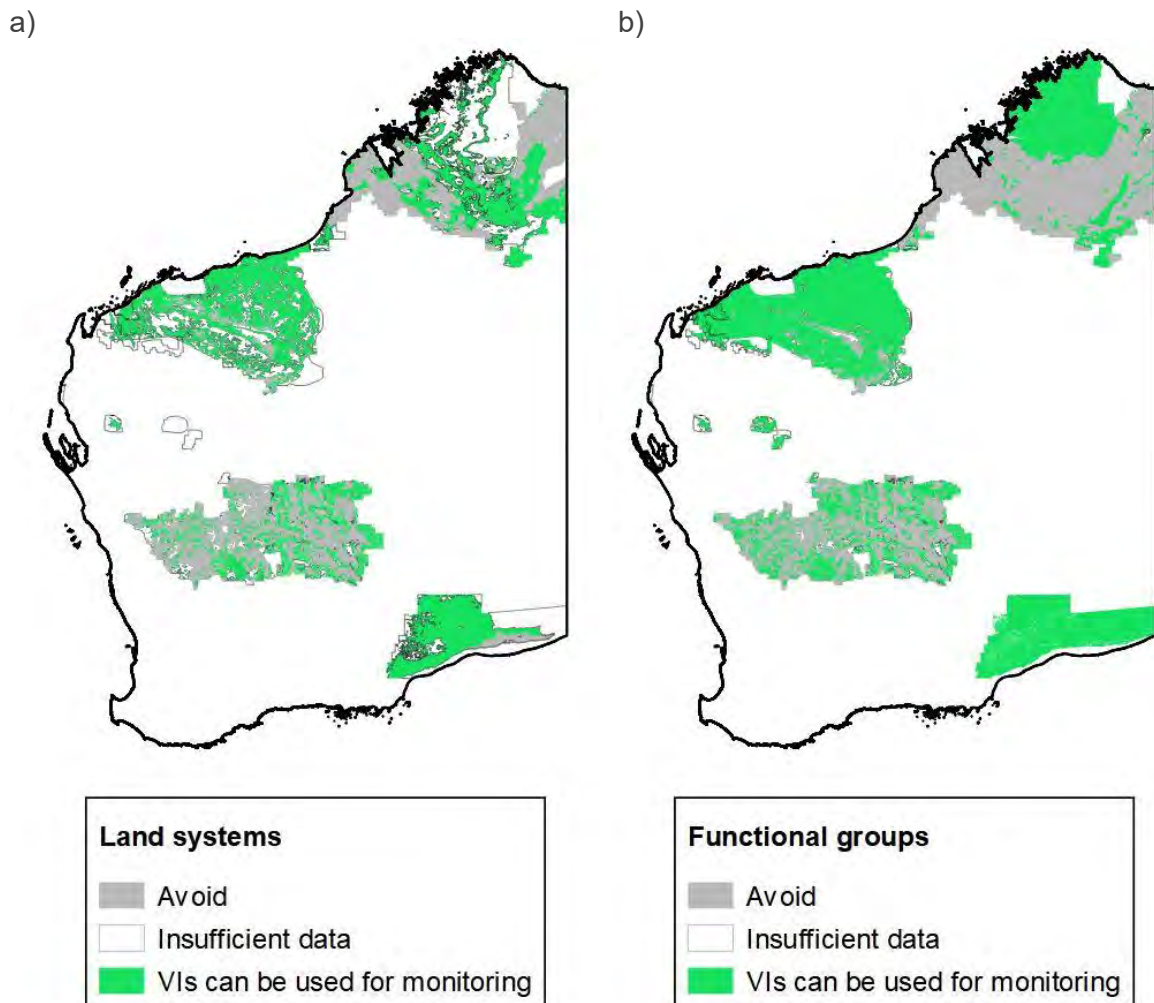 a)
b)
Land systems
Avoid
Insufficient data
VIs can be used for monitoring
Functional groups
Avoid
Insufficient data
VIs can be used for monitoring